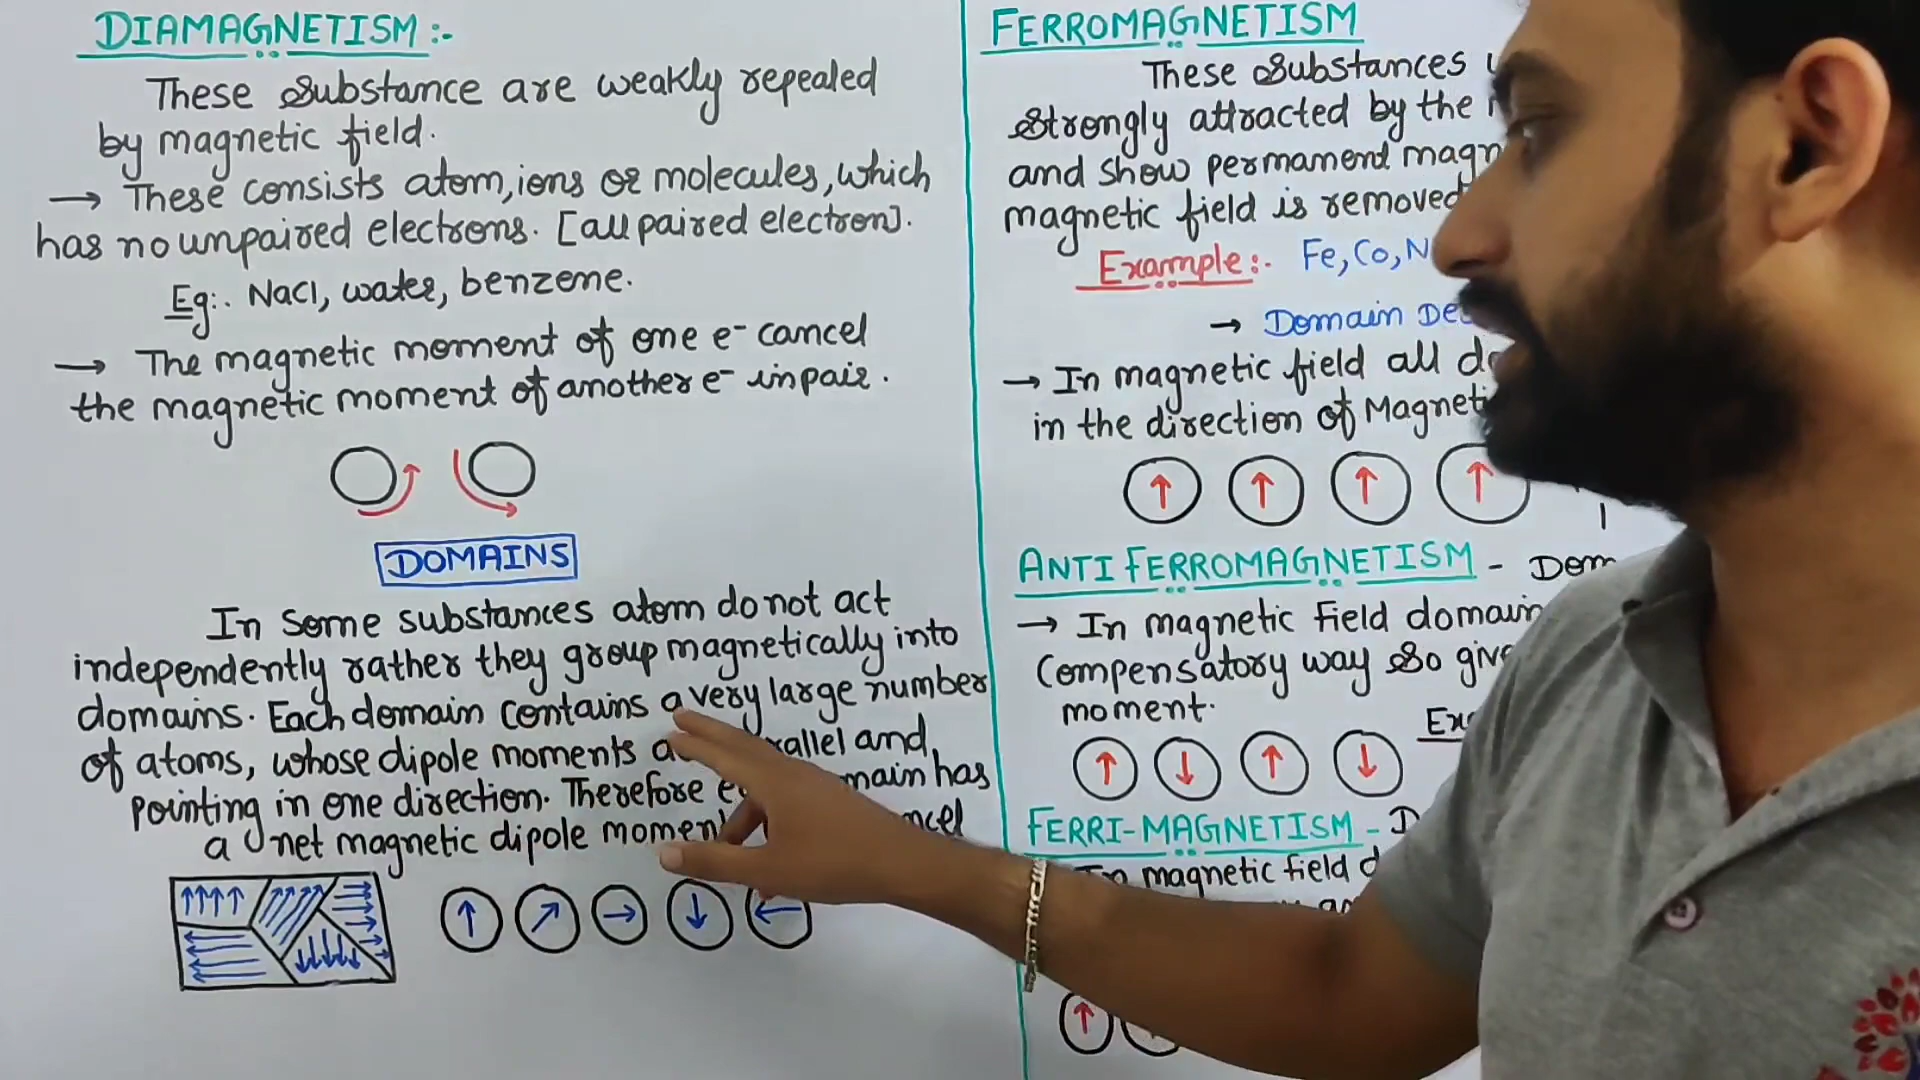 DIAMAGNETISM :-
These Substance are weakly repealed
by magnetic field.
→ These consists atom, ions or molecules, which
has no unpaired electrons. [all paired electron].
Eg:. NaCl, water, benzene.
→ The magnetic moment of one e- cancel
the magnetic moment of another e- in pair.
DOMAINS
In some substances atom do not act
independently rather they group magnetically into
domains. Each domain contains a very large number
of atoms, whose dipole moments and
pointing in one direction. Therefore has
a net magnetic dipole
FERROMAGNETISM
These Substances
Strongly attracted by the
and show permanent
magnetic field is removed
Example:. Fe, Co,
→ Domain
→ In magnetic field all
in the direction of
ANTI FERROMAGNETISM -
→ In magnetic Field
Compensatory way so
moment.
FERRI-MAGNETISM -
magnetic field